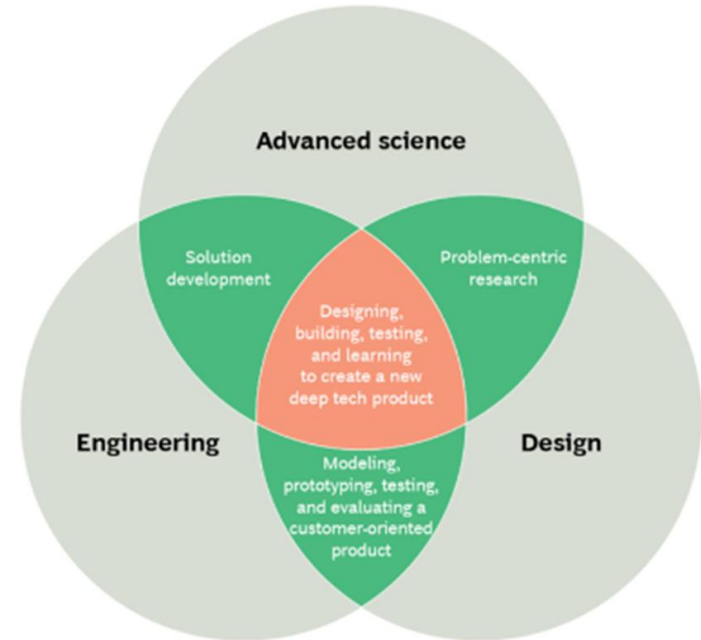 Advanced science
Solution
development
Problem-centric
research
Designing,
building, testing,
and learning
to create a new
deep tech product
Engineering
Design
Modeling,
prototyping, testing,
and evaluating a
customer-oriented
product